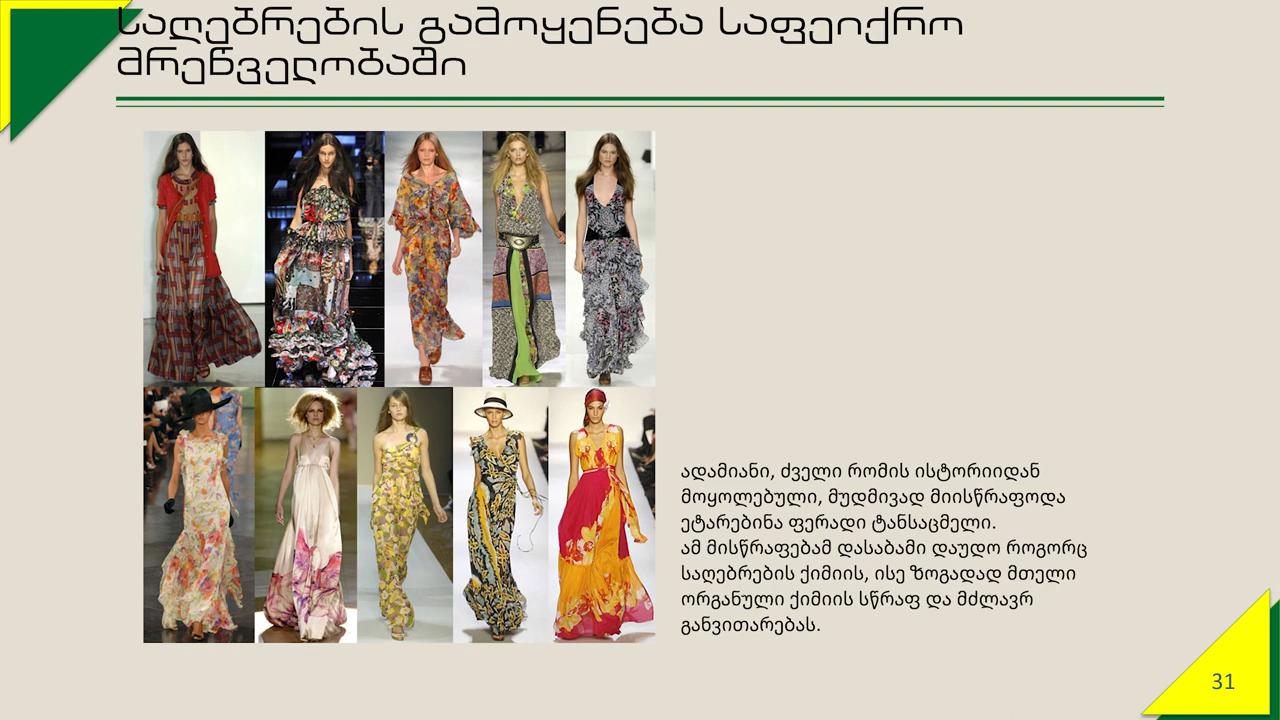 საღებრების გამოყენება საფეიქრო
მრეწველობაში
ადამიანი, ძველი რომის ისტორიიდან
მოყოლებული, მუდმივად მიისწრაფოდა
ეტარებინა ფერადი ტანსაცმელი.
ამ მისწრაფებამ დასაბამი დაუდო როგორც
საღებრების ქიმიის, ისე ზოგადად მთელი
ორგანული ქიმიის სწრაფ და მძლავრ
განვითარებას.
31